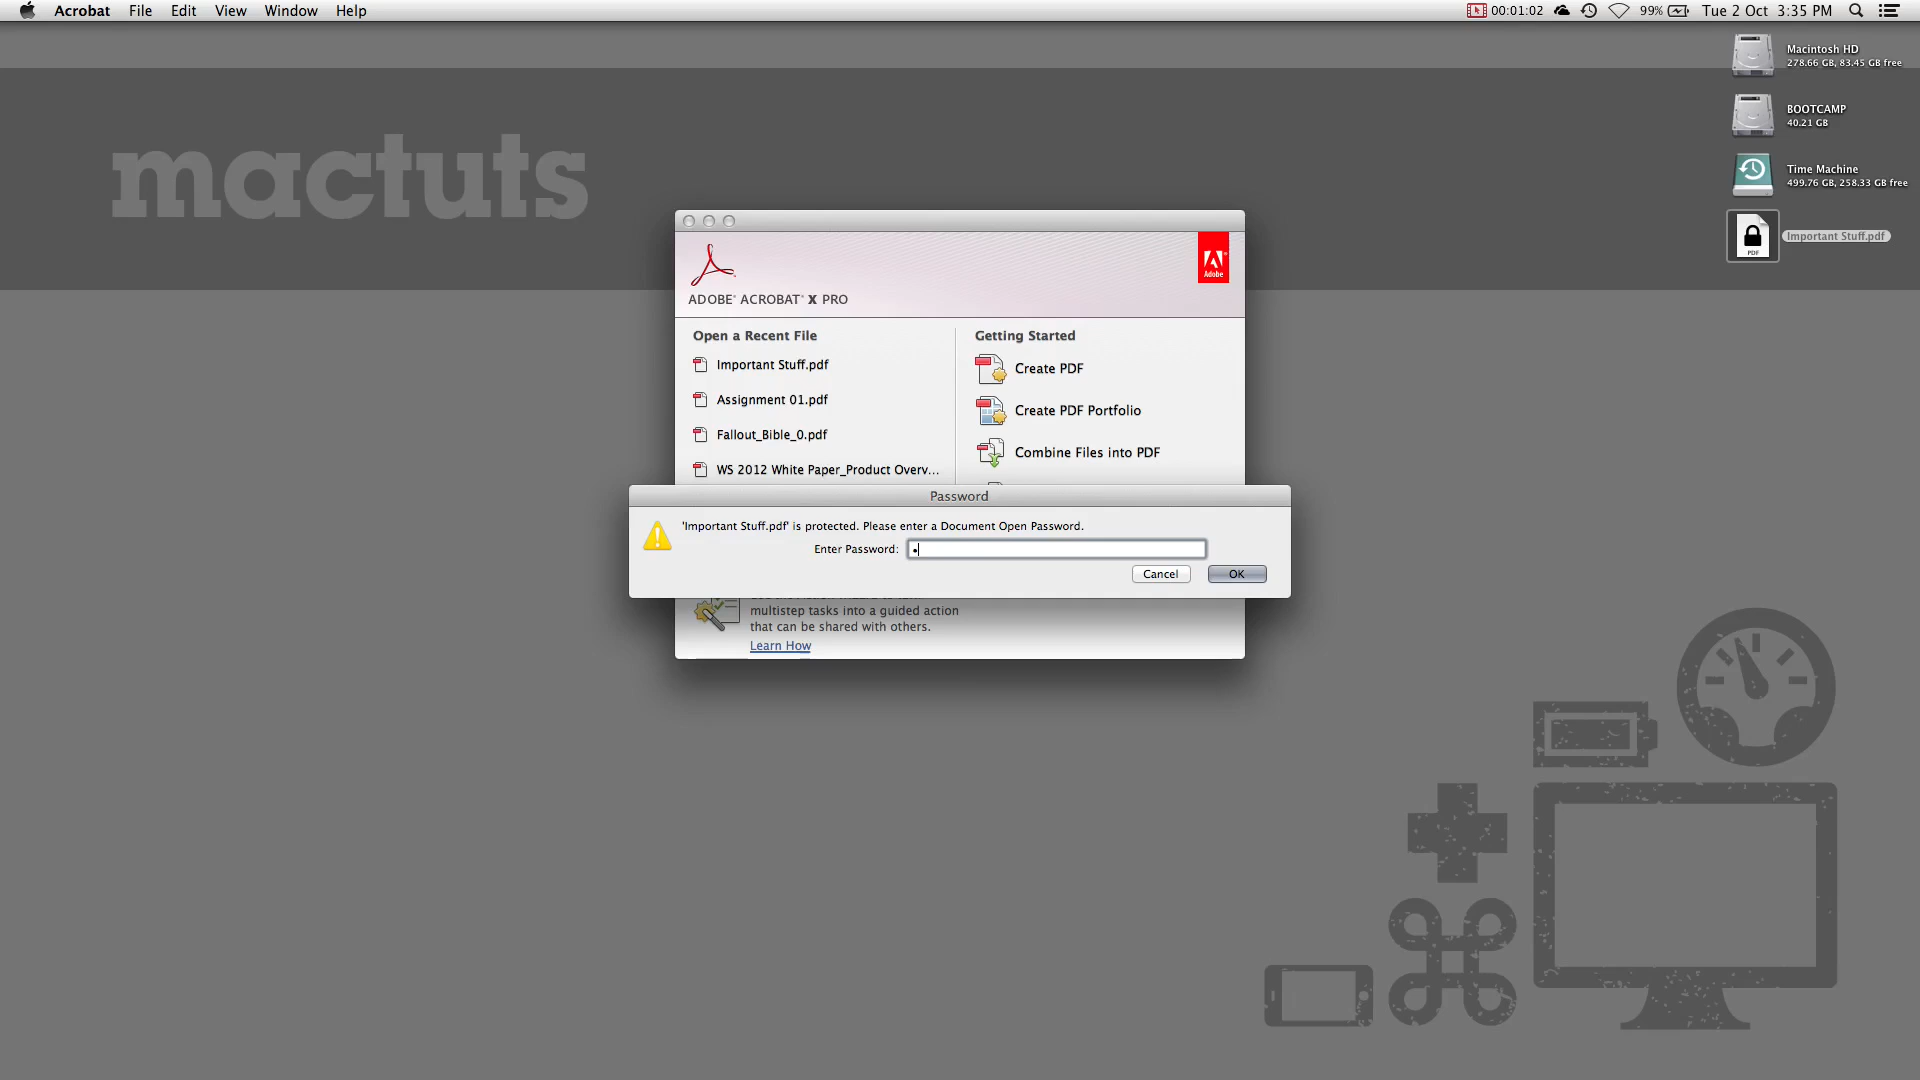 Acrobat File Edit View Window Help 00:01:02 99% Tue 2 Oct 3:35 PM
Macintosh HD
278.66 GB, 83.45 GB free
BOOTCAMP
40.21 GB
mactuts
Time Machine
499.76 GB, 258.33 GB free
Important Stuff.pdf
PDF
Adobe
ADOBE® ACROBAT® X PRO
Open a Recent File
Important Stuff.pdf
Assignment 01.pdf
Fallout_Bible_0.pdf
WS 2012 White Paper_Product Overv...
Getting Started
Create PDF
Create PDF Portfolio
Combine Files into PDF
Password
'Important Stuff.pdf' is protected. Please enter a Document Open Password.
Enter Password: •
Cancel OK
multistep tasks into a guided action
that can be shared with others.
Learn How